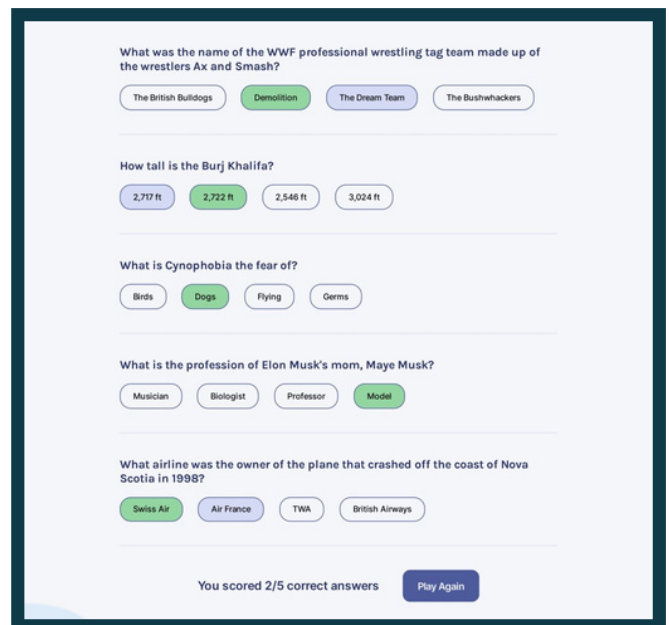 What was the name of the WWF professional wrestling tag team made up of
the wrestlers Ax and Smash?
The British Bulldogs Demolition The Dream Team The Bushwhackers
How tall is the Burj Khalifa?
2,717 ft 2,722 ft 2,546 ft 3,024 ft
What is Cynophobia the fear of?
Birds Dogs Flying Germs
What is the profession of Elon Musk's mom, Maye Musk?
Musician Biologist Professor Model
What airline was the owner of the plane that crashed off the coast of Nova
Scotia in 1998?
Swiss Air Air France TWA British Airways
You scored 2/5 correct answers Play Again